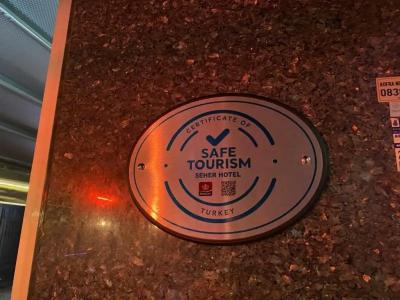 CERTIFICATE OF
SAFE
TOURISM
SEHER HOTEL
TURKEY